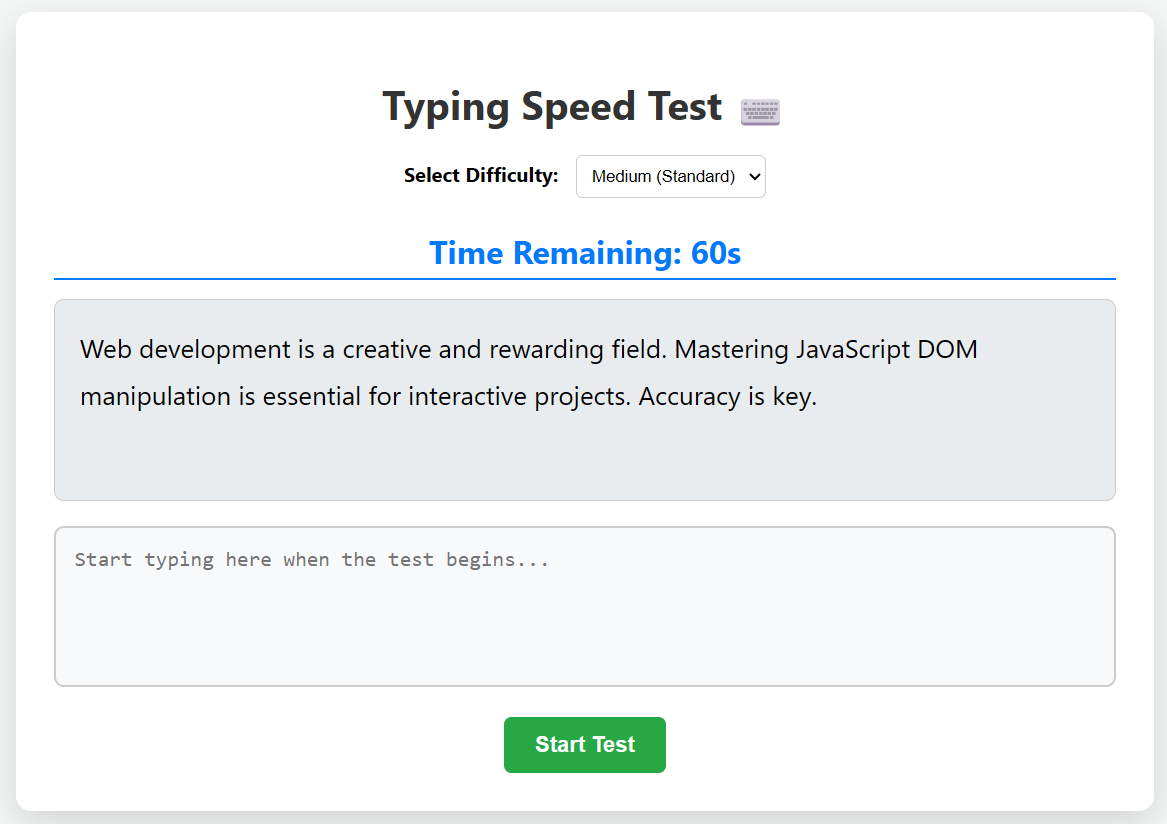 Typing Speed Test
Select Difficulty: Medium (Standard)
Time Remaining: 60s
Web development is a creative and rewarding field. Mastering JavaScript DOM
manipulation is essential for interactive projects. Accuracy is key.
Start typing here when the test begins...
Start Test